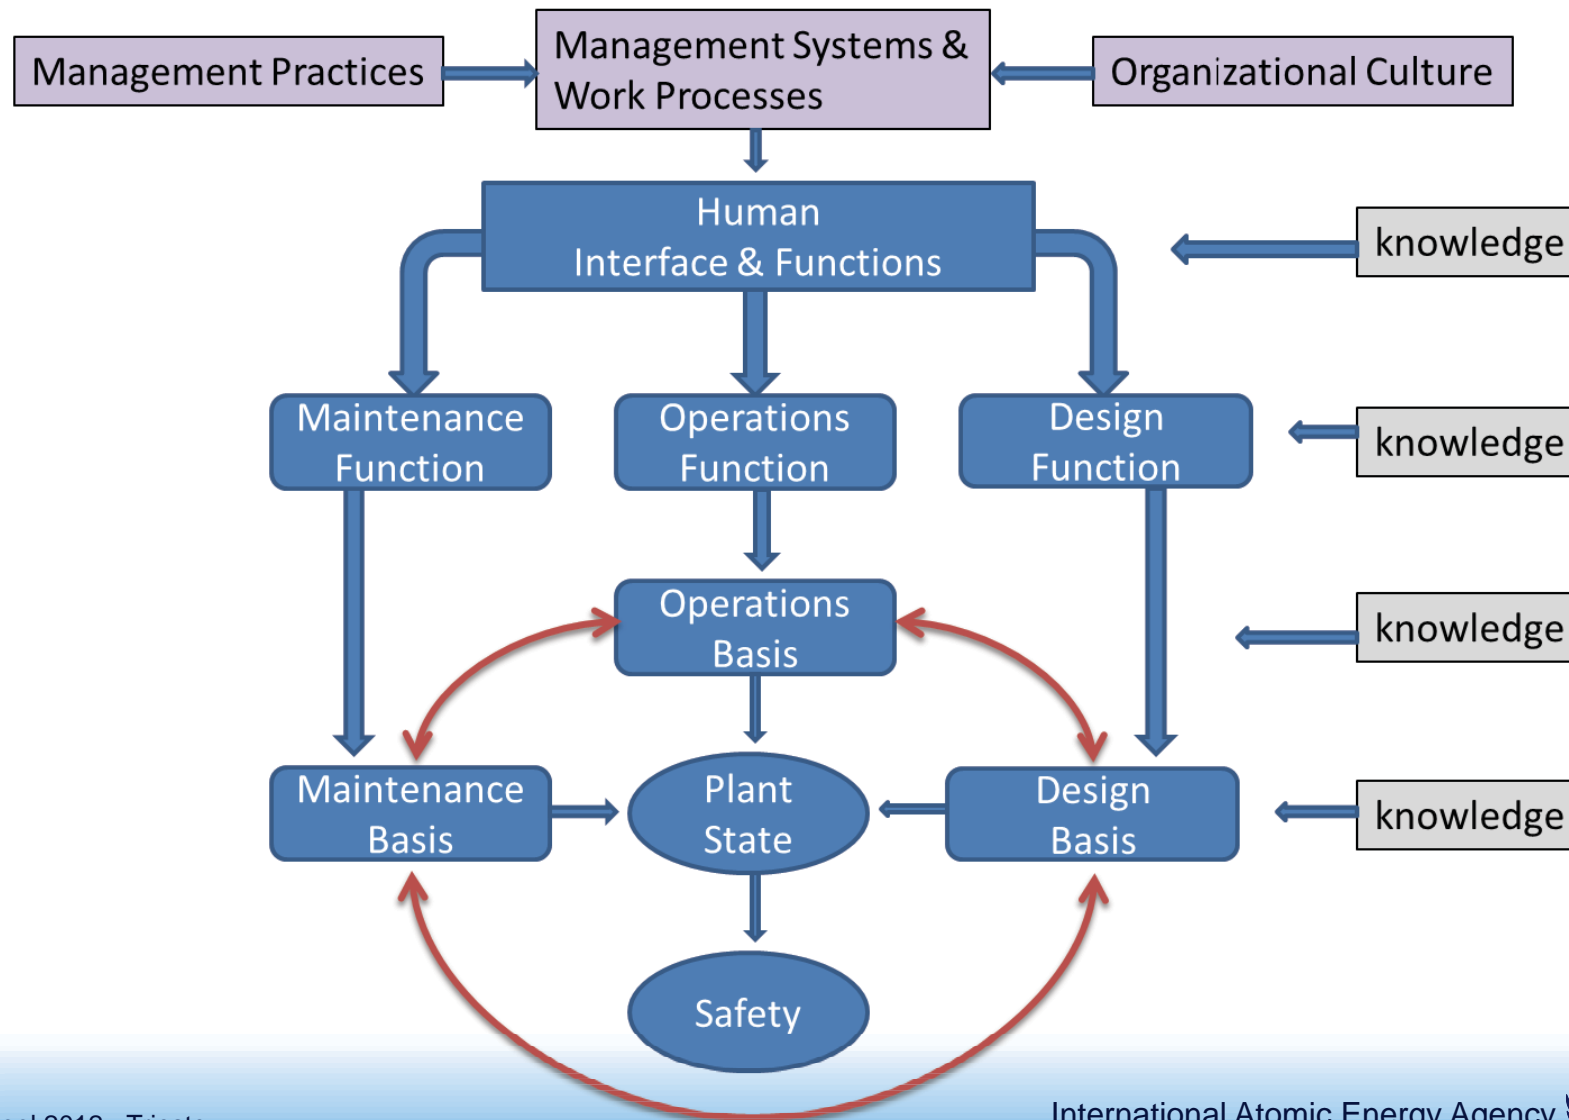 Management Practices
Management Systems &
Work Processes
Organizational Culture
Human
Interface & Functions
knowledge
Maintenance
Function
Operations
Function
Design
Function
knowledge
Operations
Basis
knowledge
Maintenance
Basis
Plant
State
Design
Basis
knowledge
Safety
International Atomic Energy Agency